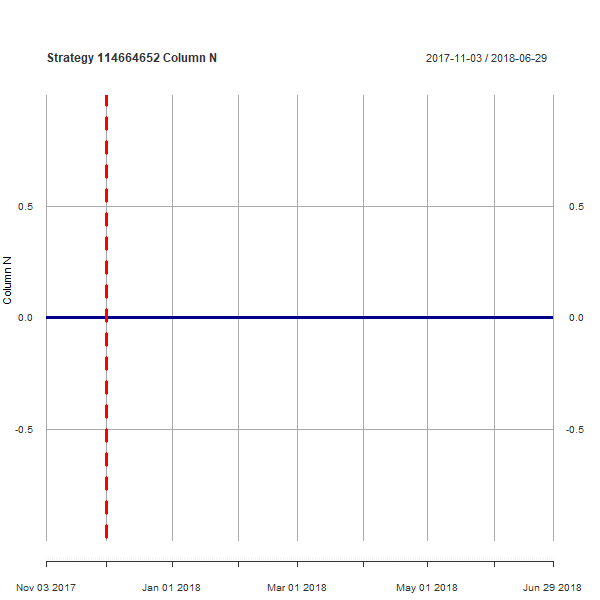 Strategy 114664652 Column N
2017-11-03 / 2018-06-29
0.5
0.5
Column N
0.0
0.0
-0.5
-0.5
Nov 03 2017
Jan 01 2018
Mar 01 2018
May 01 2018
Jun 29 2018